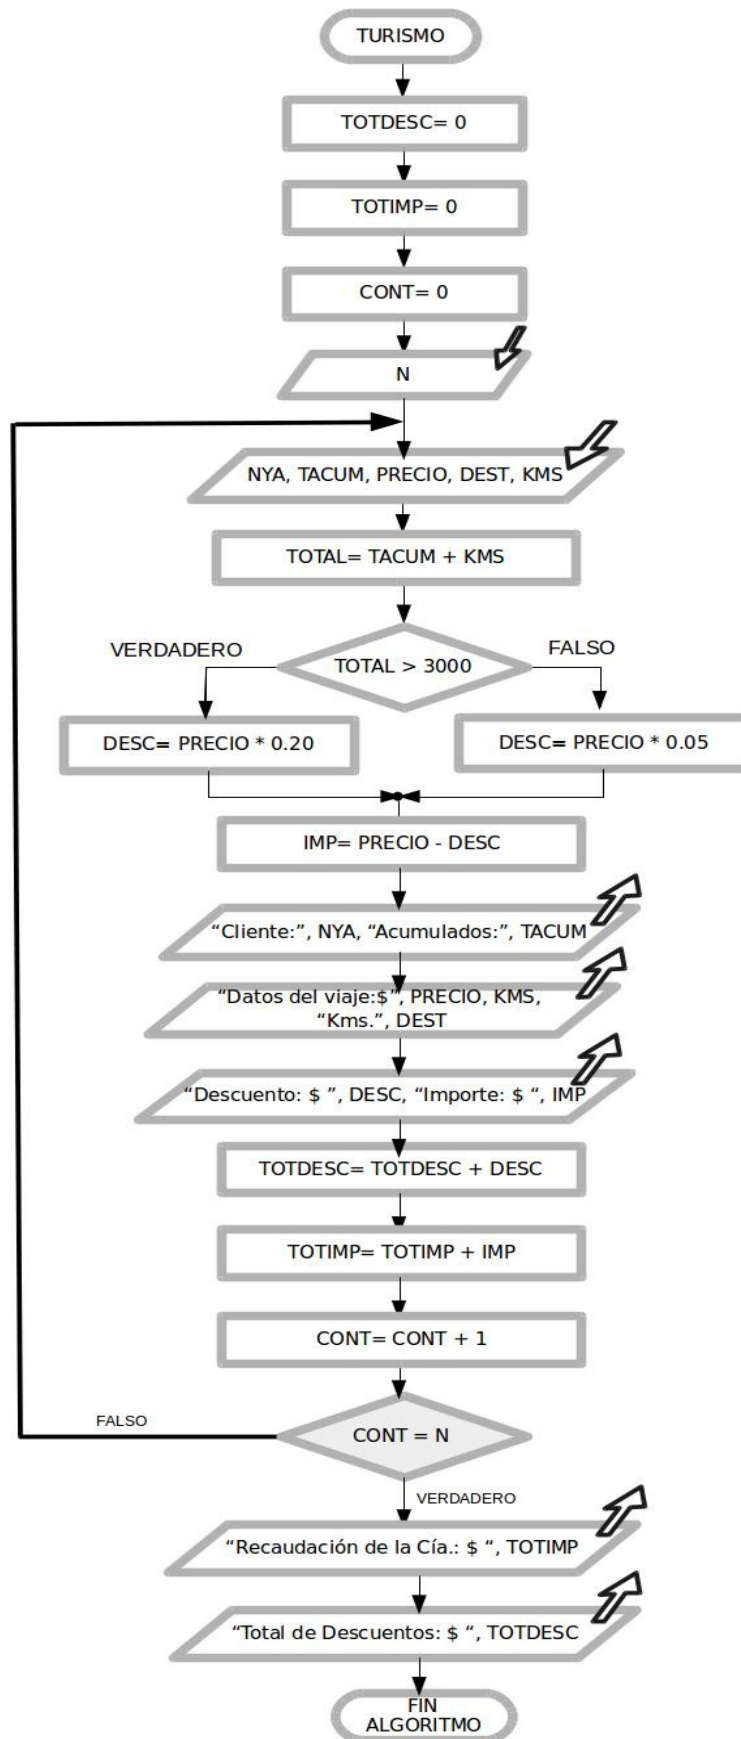 TURISMO
TOTDESC= 0
TOTIMP= 0
CONT= 0
N
NYA, TACUM, PRECIO, DEST, KMS
TOTAL= TACUM + KMS
VERDADERO
FALSO
TOTAL > 3000
DESC= PRECIO * 0.20
DESC= PRECIO * 0.05
IMP= PRECIO - DESC
“Cliente:”, NYA, “Acumulados:”, TACUM
“Datos del viaje:$”, PRECIO, KMS,
“Kms.”, DEST
“Descuento: $ ”, DESC, “Importe: $ “, IMP
TOTDESC= TOTDESC + DESC
TOTIMP= TOTIMP + IMP
CONT= CONT + 1
FALSO
CONT = N
VERDADERO
“Recaudación de la Cía.: $ “, TOTIMP
“Total de Descuentos: $ “, TOTDESC
FIN
ALGORITMO